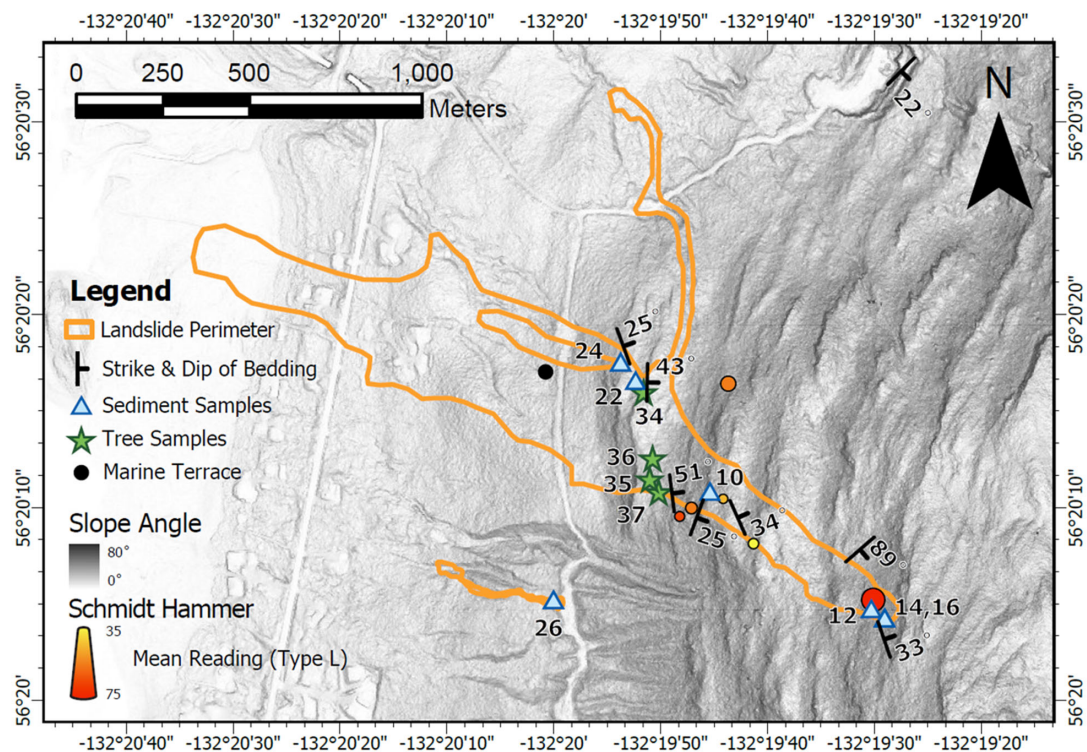 -132°20'40" -132°20'30" -132°20'10" -132°20' -132°19'50" -132°19'40" -132°19'30" -132°19'20"
0 250 500 1,000
Meters
N
22°
56°20'30" 56°20'30"
56°20'20" 56°20'20"
56°20'10" 56°20'10"
56°20' 56°20'
Legend
Landslide Perimeter
Strike & Dip of Bedding
Sediment Samples
Tree Samples
Marine Terrace
Slope Angle
80°
0°
Schmidt Hammer
35
Mean Reading (Type L)
75
25°
24
43°
22
34
36
51°
10
35
37
25°
34°
89°
12
14,16
33°
26
-132°20'40" -132°20'30" -132°20'10" -132°20' -132°19'50" -132°19'40" -132°19'30" -132°19'20"